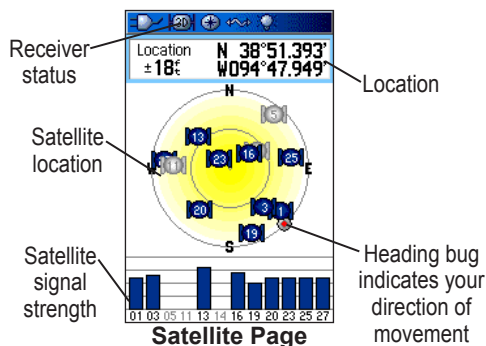 Receiver
status
Location
±18ft
N 38°51.393'
W094°47.949'
Location
N
5
13
16
23
25
11
W
E
Satellite
location
20
3
1
19
S
Satellite
signal
strength
Heading bug
indicates your
direction of
movement
01 03 05 11 13 14 16 19 20 23 25 27
Satellite Page